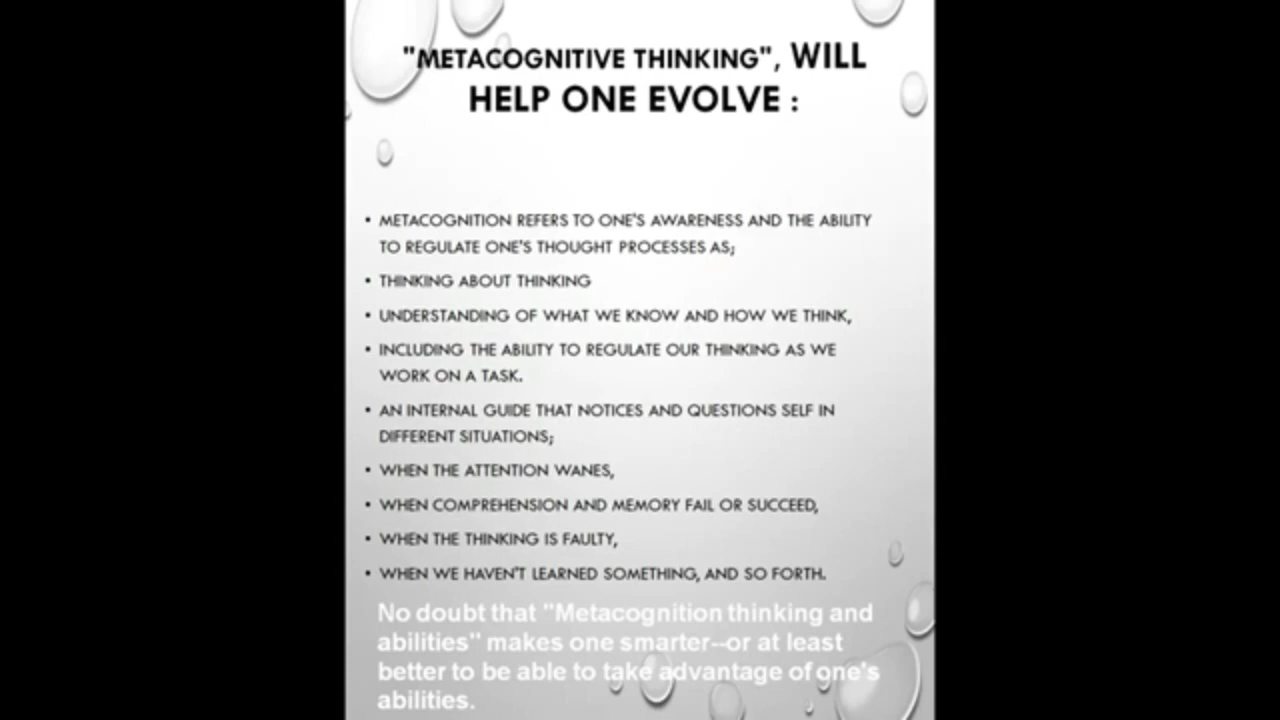 "METACOGNITIVE THINKING", WILL
HELP ONE EVOLVE :
• METACOGNITION REFERS TO ONE'S AWARENESS AND THE ABILITY
TO REGULATE ONE'S THOUGHT PROCESSES AS;
• THINKING ABOUT THINKING
• UNDERSTANDING OF WHAT WE KNOW AND HOW WE THINK,
• INCLUDING THE ABILITY TO REGULATE OUR THINKING AS WE
WORK ON A TASK.
• AN INTERNAL GUIDE THAT NOTICES AND QUESTIONS SELF IN
DIFFERENT SITUATIONS;
• WHEN THE ATTENTION WANES,
• WHEN COMPREHENSION AND MEMORY FAIL OR SUCCEED,
• WHEN THE THINKING IS FAULTY,
• WHEN WE HAVEN'T LEARNED SOMETHING, AND SO FORTH.
No doubt that "Metacognition thinking and
abilities" makes one smarter--or at least
better to be able to take advantage of one's
abilities.